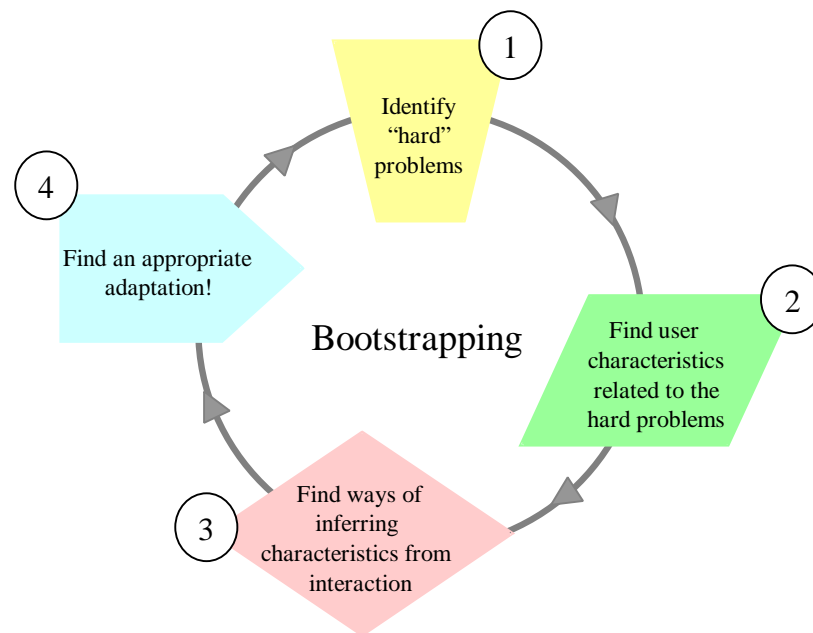 1
Identify
“hard”
problems
2
Find user
characteristics
related to the
hard problems
3
Find ways of
inferring
characteristics from
interaction
4
Find an appropriate
adaptation!
Bootstrapping